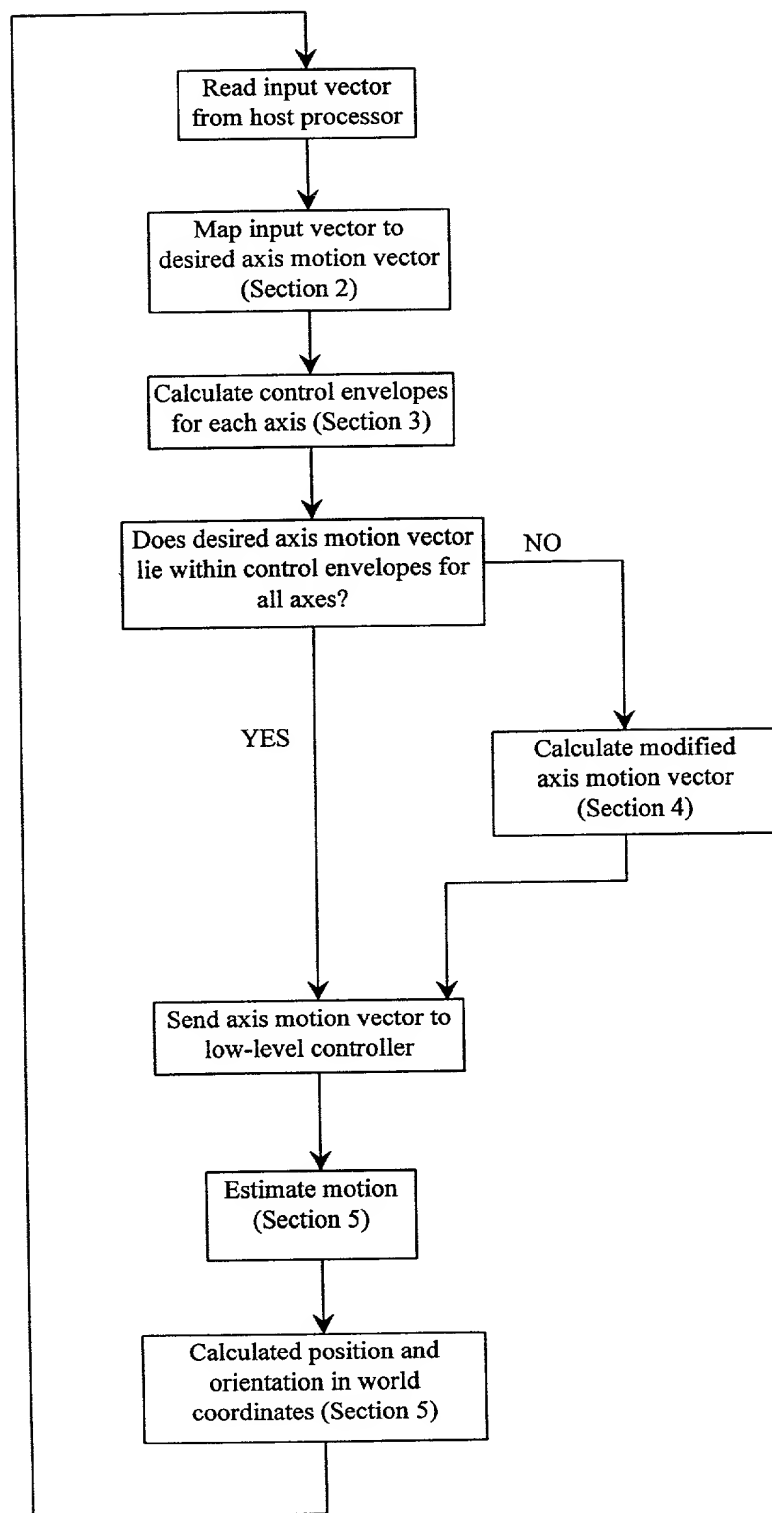 Read input vector
from host processor
Map input vector to
desired axis motion vector
(Section 2)
Calculate control envelopes
for each axis (Section 3)
Does desired axis motion vector
lie within control envelopes for
all axes?
NO
YES
Calculate modified
axis motion vector
(Section 4)
Send axis motion vector to
low-level controller
Estimate motion
(Section 5)
Calculated position and
orientation in world
coordinates (Section 5)